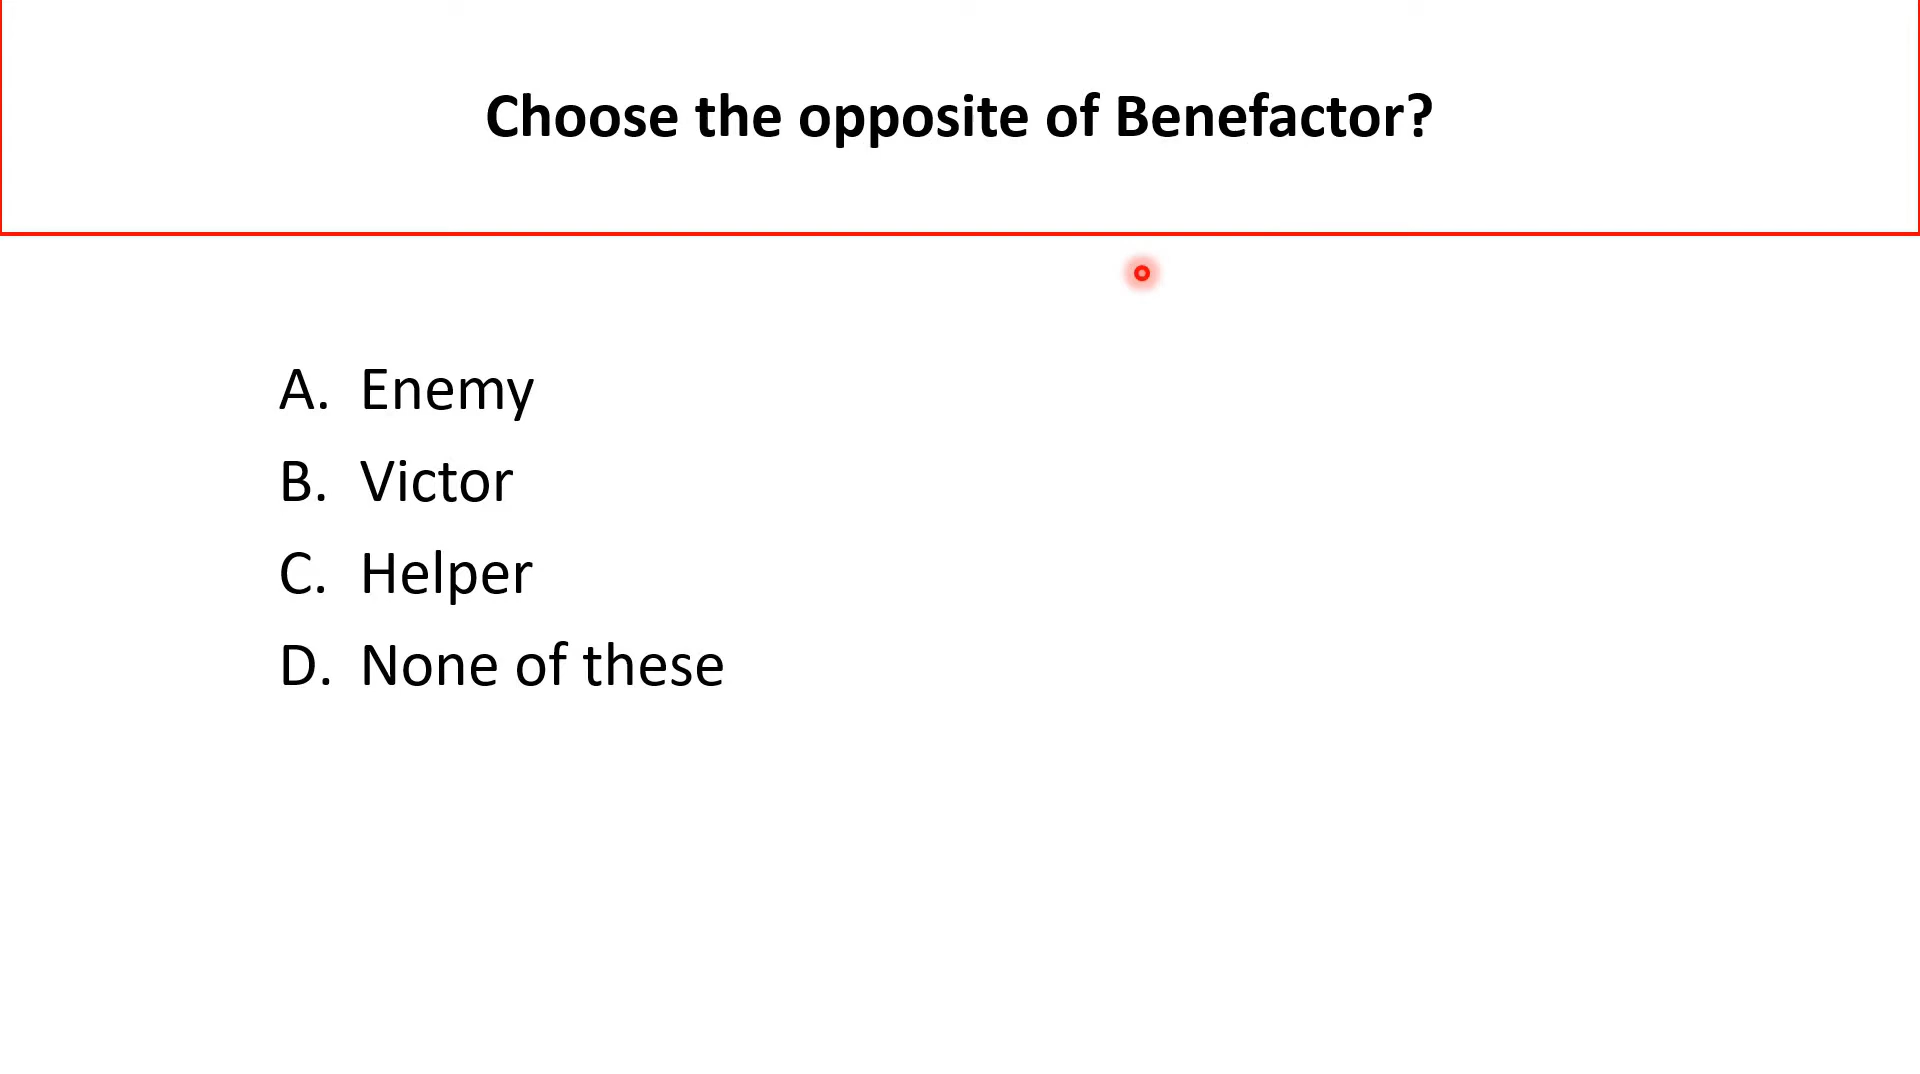 Choose the opposite of Benefactor?
A. Enemy
B. Victor
C. Helper
D. None of these